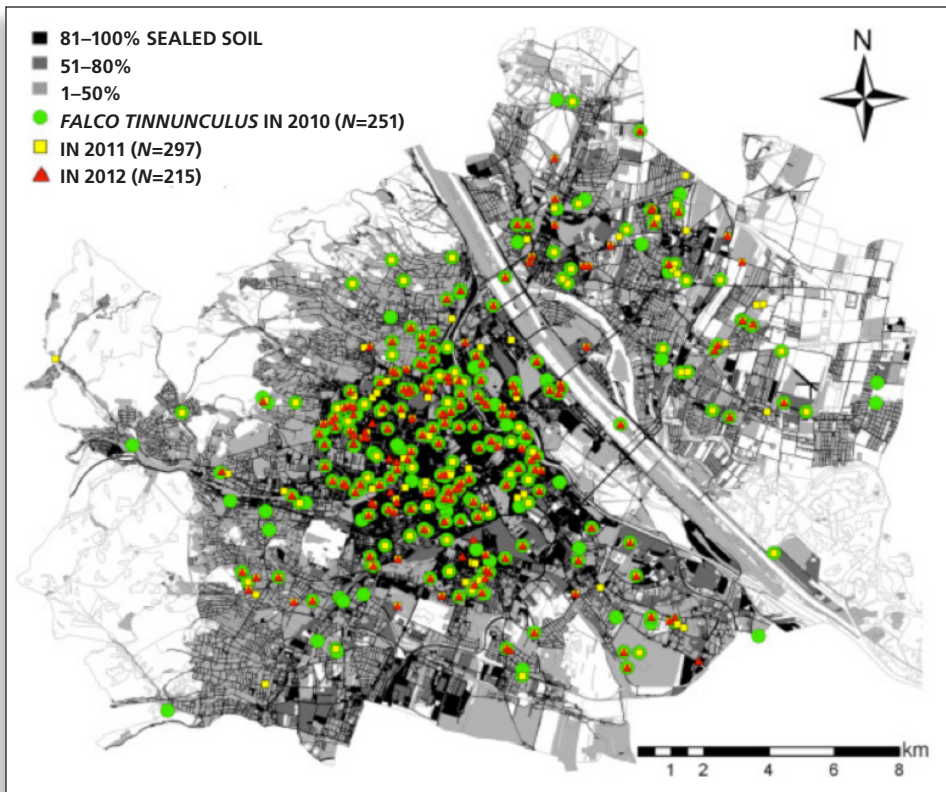 81–100% SEALED SOIL
51–80%
1–50%
FALCO TINNUNCULUS IN 2010 (N=251)
IN 2011 (N=297)
IN 2012 (N=215)
N
km
1 2 4 6 8